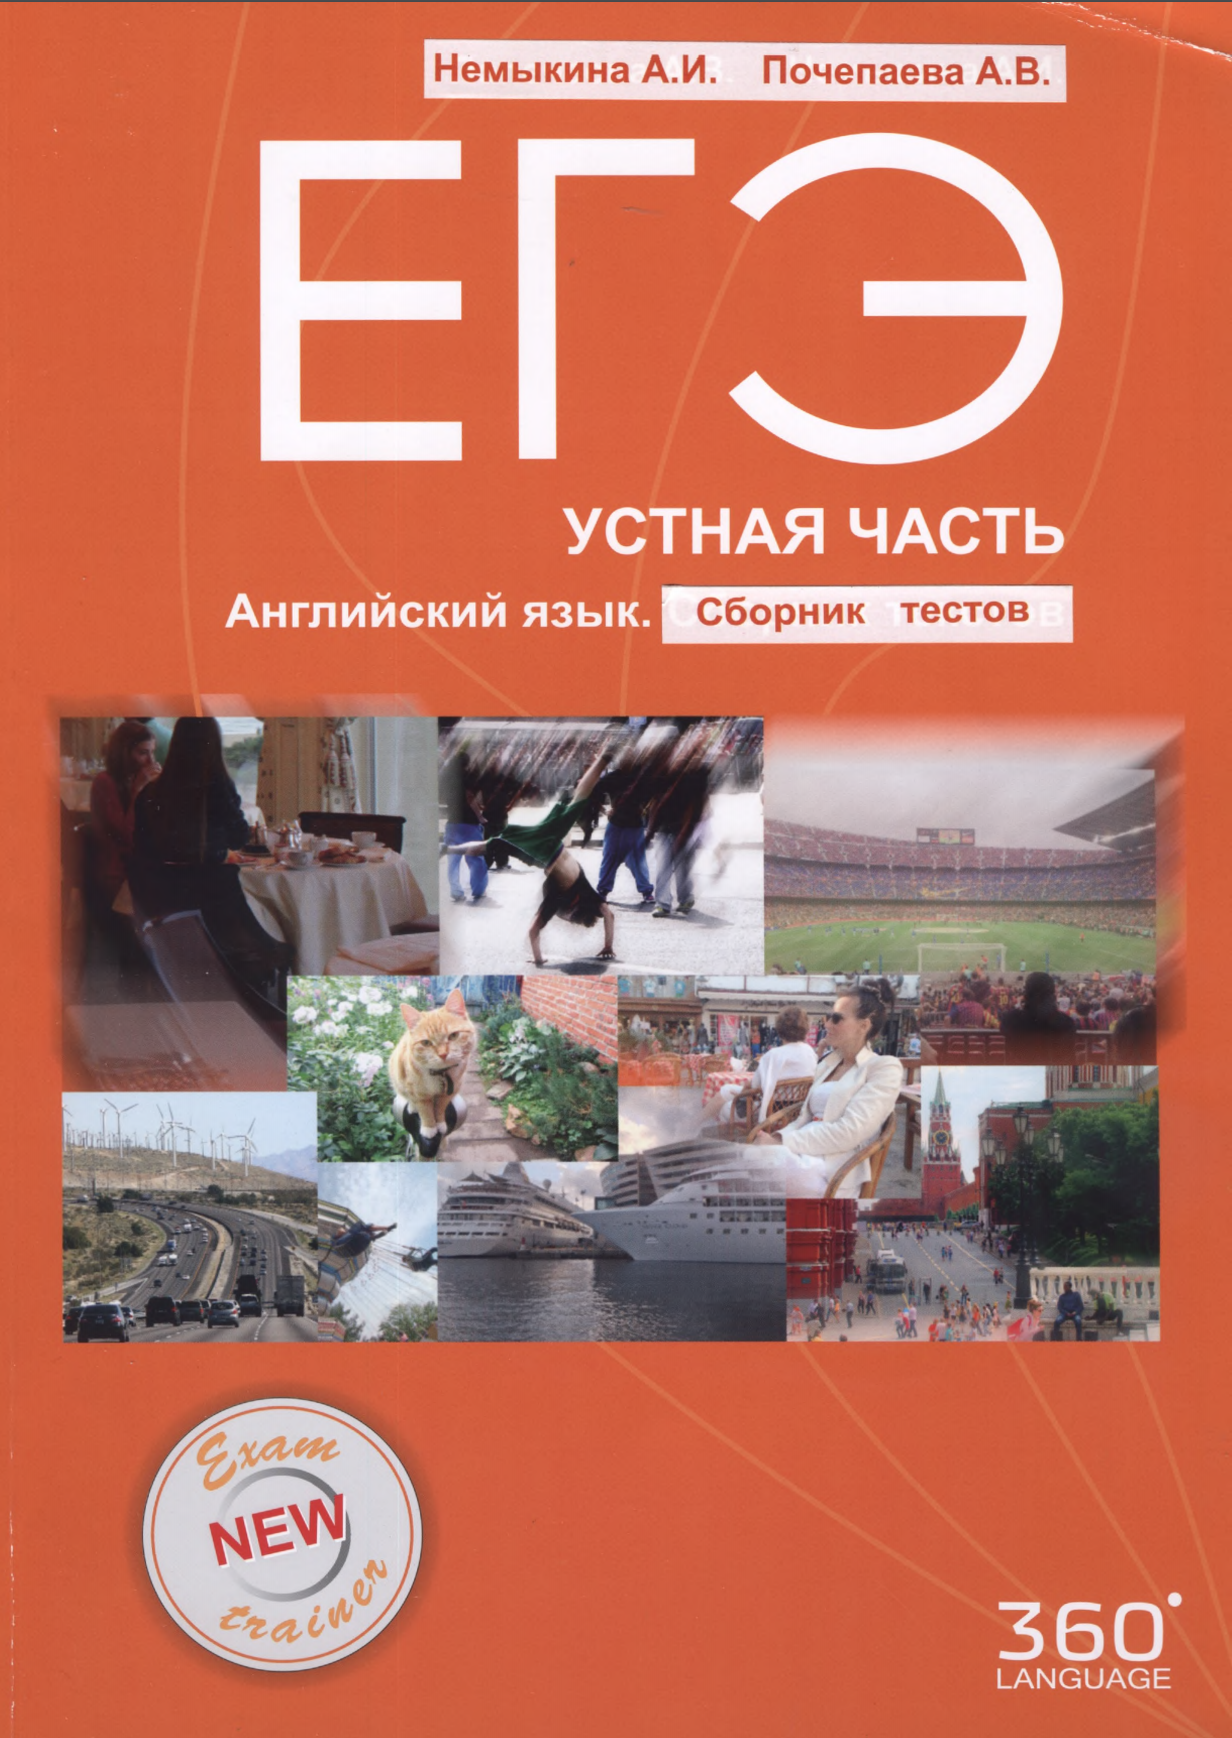 Немыкина А.И. Почепаева А.В.
ЕГЭ
УСТНАЯ ЧАСТЬ
Английский язык. Сборник тестов
Exam
NEW
trainer
360°
LANGUAGE